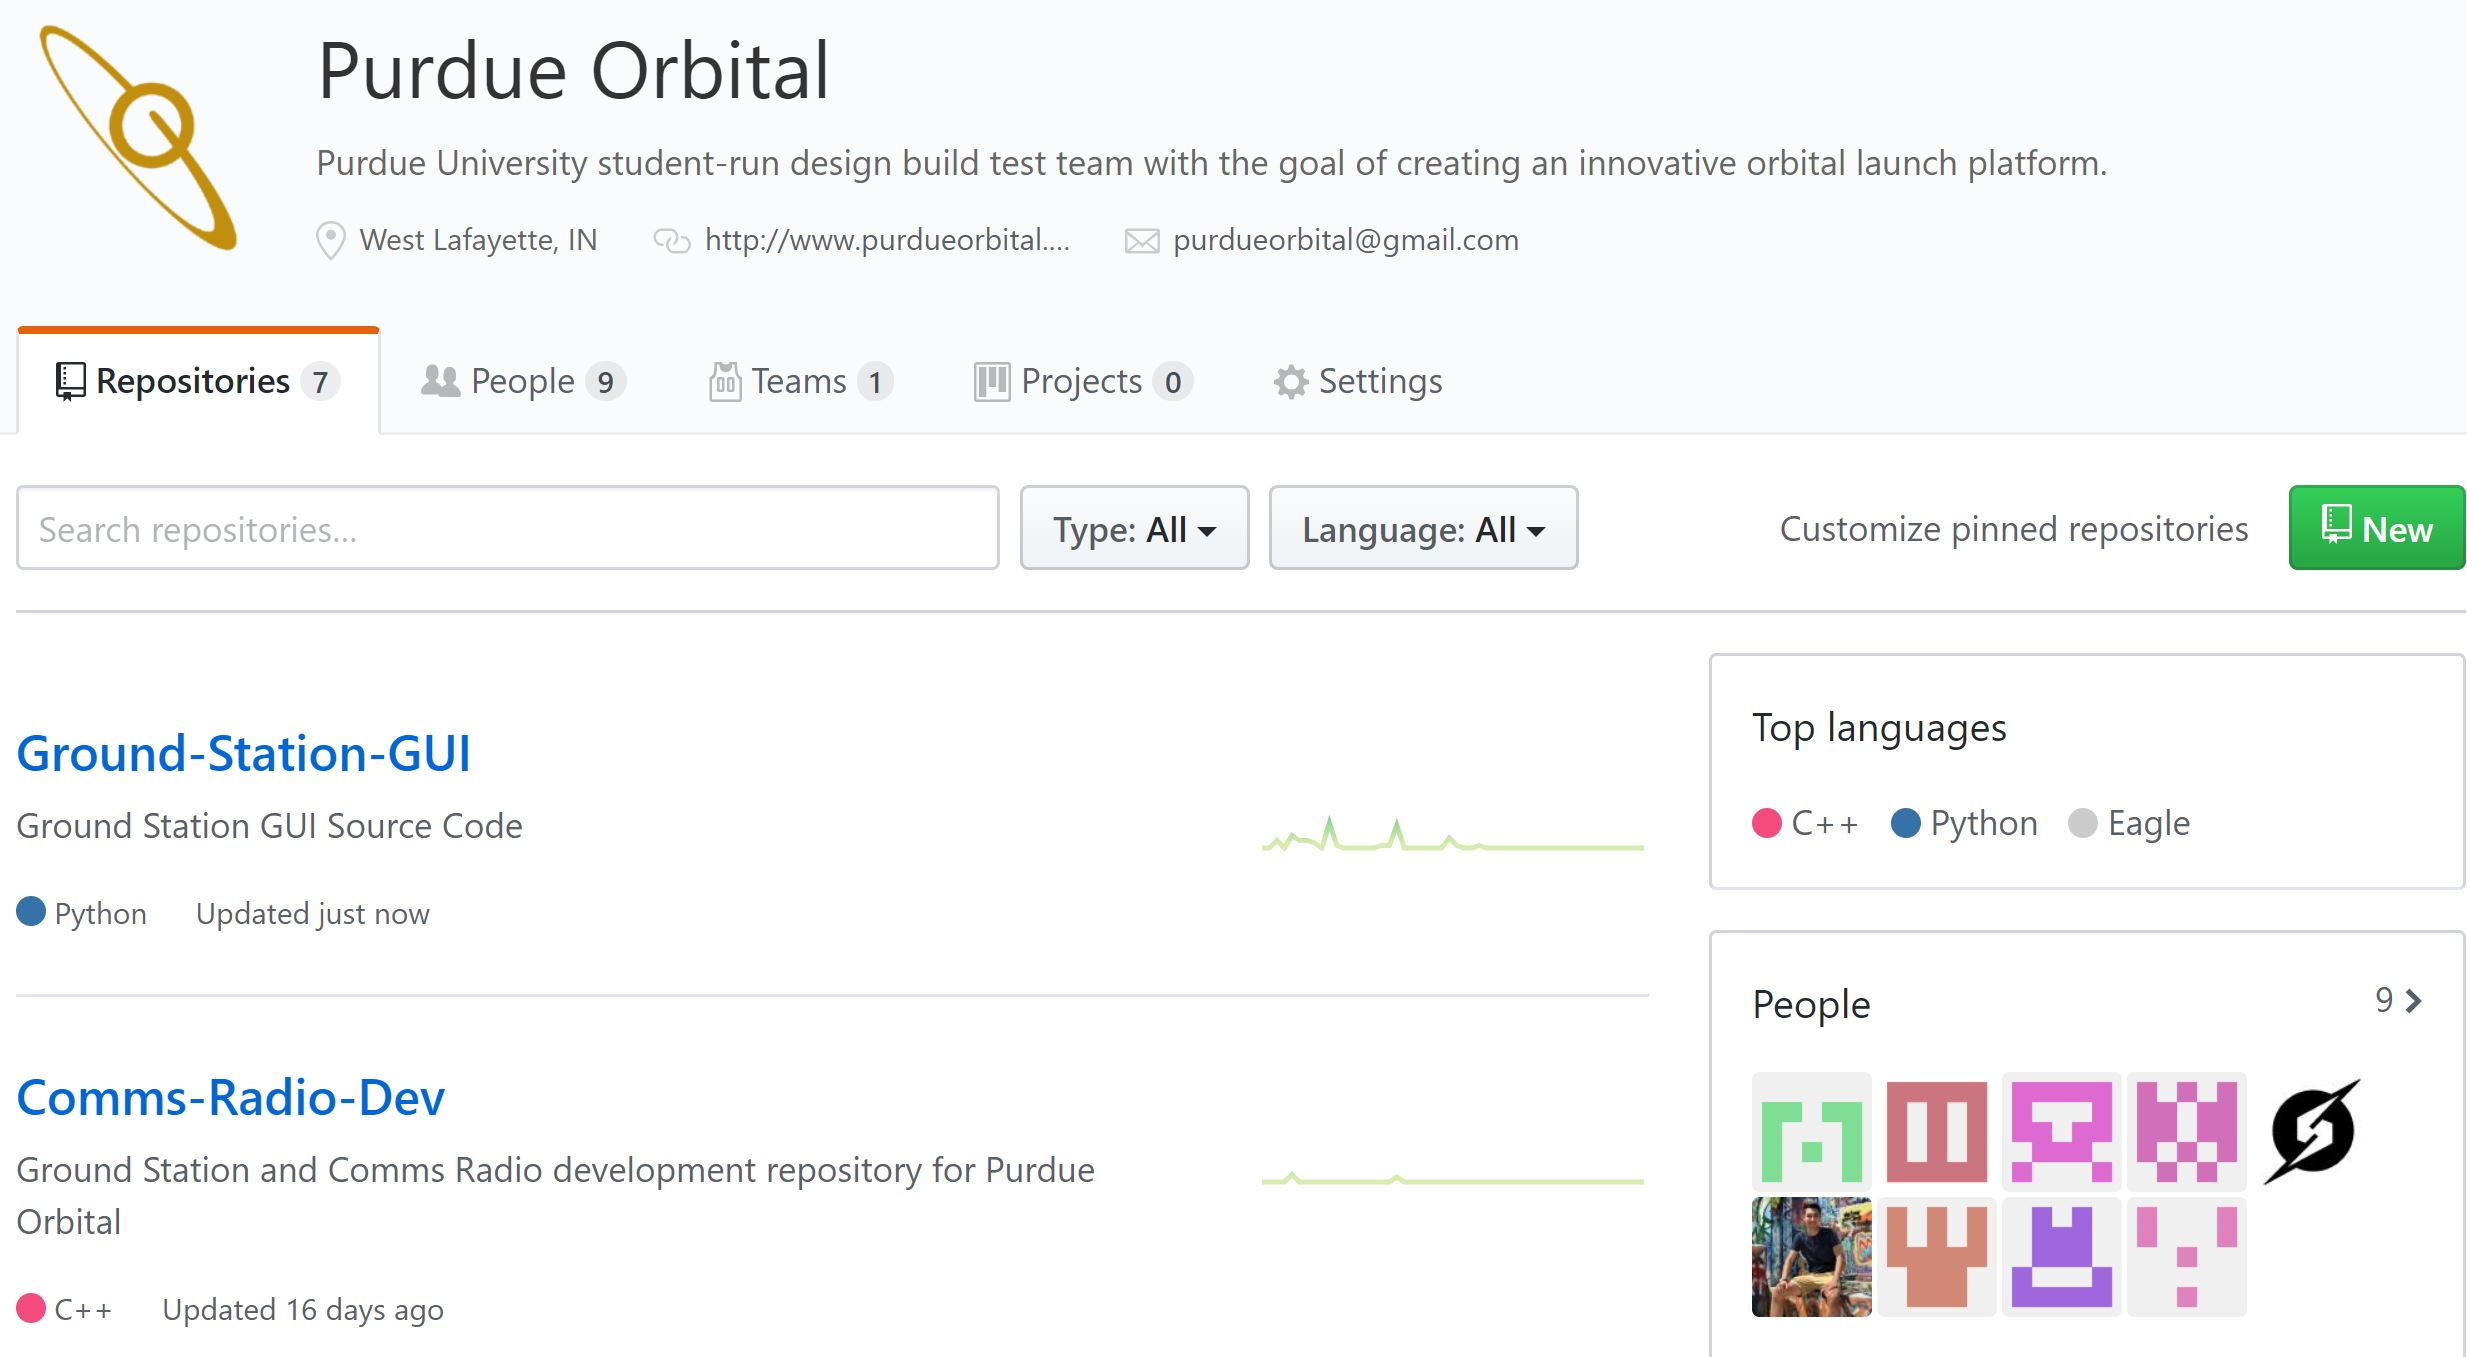 Purdue Orbital
Purdue University student-run design build test team with the goal of creating an innovative orbital launch platform.
West Lafayette, IN
http://www.purdueorbital....
purdueorbital@gmail.com
Repositories 7
People 9
Teams 1
Projects 0
Settings
Search repositories...
Type: All
Language: All
Customize pinned repositories
New
Ground-Station-GUI
Ground Station GUI Source Code
Python
Updated just now
Comms-Radio-Dev
Ground Station and Comms Radio development repository for Purdue
Orbital
C++
Updated 16 days ago
Top languages
C++
Python
Eagle
People
9